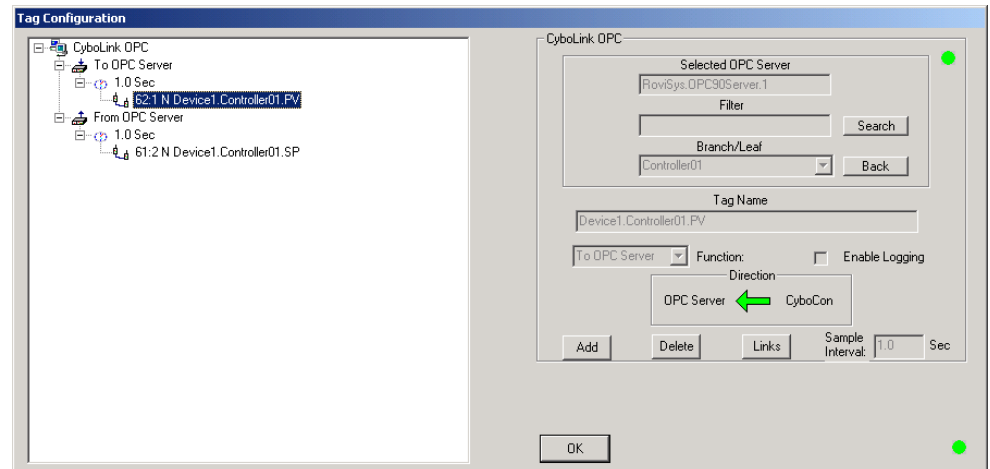 Tag Configuration
CyboLink OPC
To OPC Server
1.0 Sec
62:1 N Device1.Controller01.PV
From OPC Server
1.0 Sec
61:2 N Device1.Controller01.SP
CyboLink OPC
Selected OPC Server
RoviSys.OPC90Server.1
Filter
Search
Branch/Leaf
Controller01
Back
Tag Name
Device1.Controller01.PV
To OPC Server Function: Enable Logging
Direction
OPC Server CyboCon
Add Delete Links Sample Interval: 1.0 Sec
OK